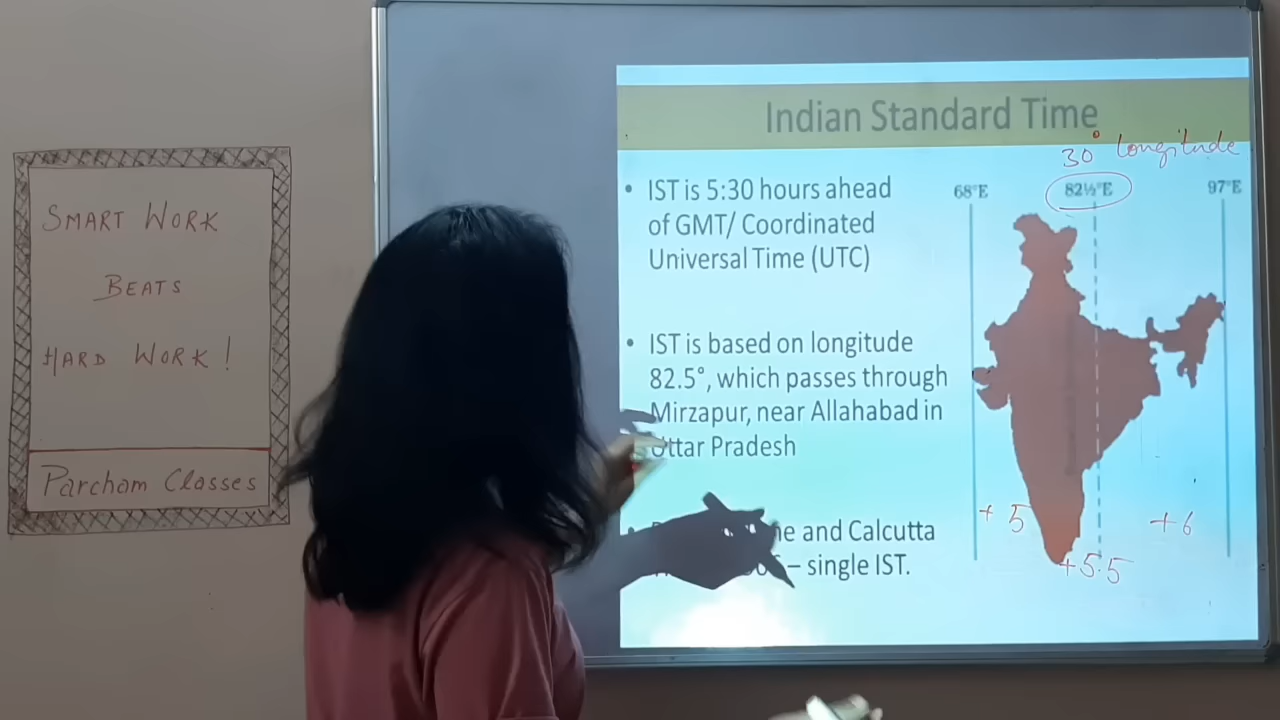 SMART WORK
BEATS
HARD WORK!
Parcham Classes
Indian Standard Time
30° longitude
• IST is 5:30 hours ahead
of GMT/ Coordinated
Universal Time (UTC)
• IST is based on longitude
82.5°, which passes through
Mirzapur, near Allahabad in
Uttar Pradesh
and Calcutta
– single IST.
68°E
82½°E
97°E
+5
+5.5
+6